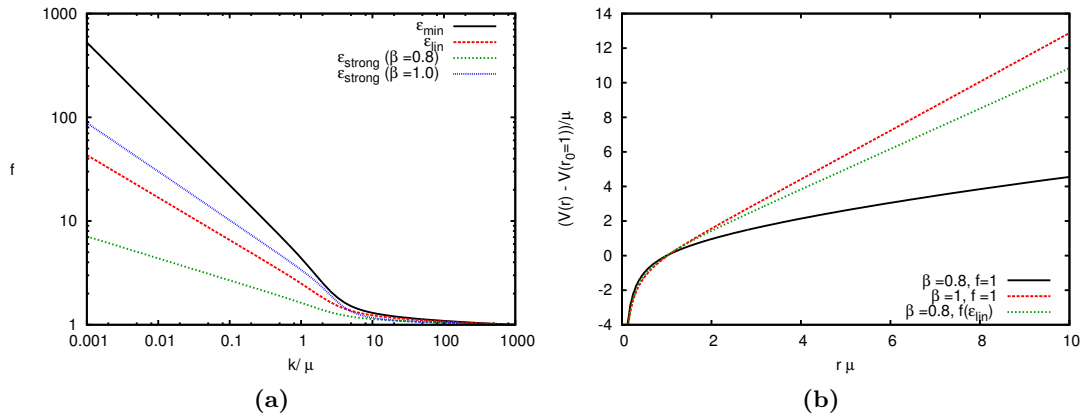 1000
100
10
1
f
0.001
0.01
0.1
1
10
100
1000
k/ μ
ε_min
ε_lin
ε_strong (β =0.8)
ε_strong (β =1.0)
(a)
14
12
10
8
6
4
2
0
-2
-4
(V(r) - V(r_0=1))/μ
0
2
4
6
8
10
r μ
β =0.8, f=1
β =1, f=1
β =0.8, f(ε_lin)
(b)